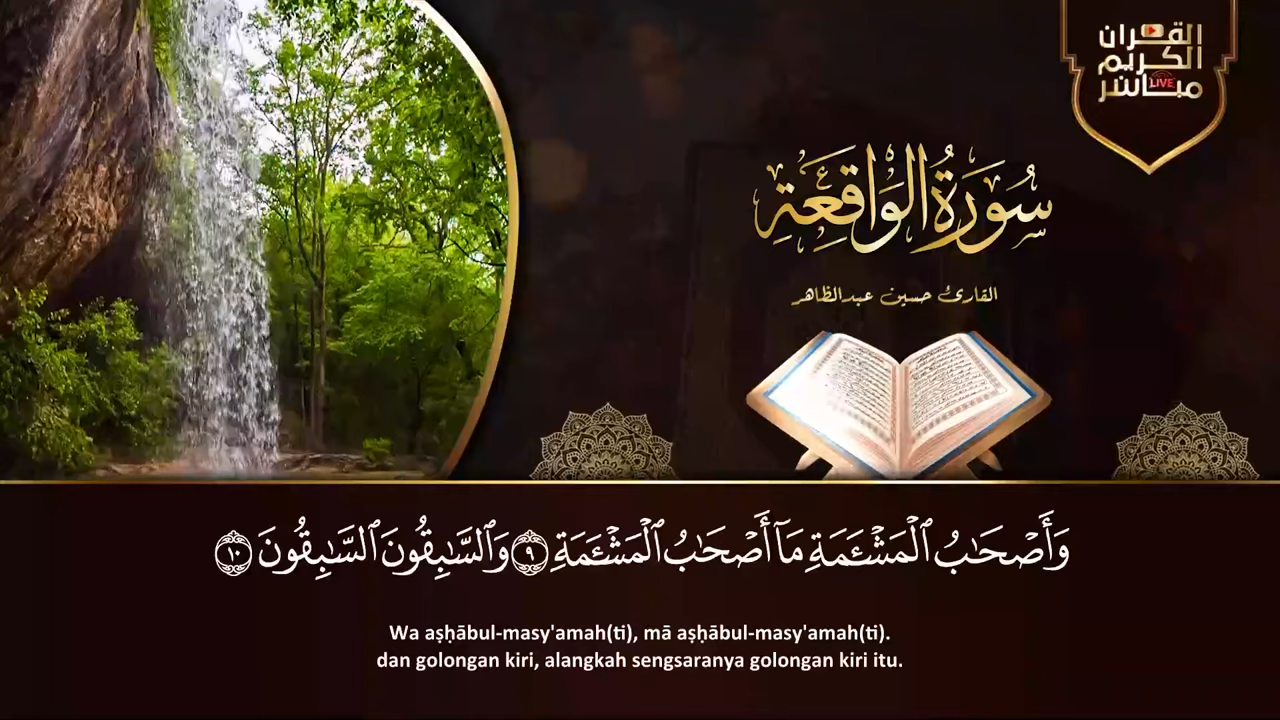 القرآن
الكريم
مباشر
LIVE
سُورَةُ الوَاقِعَةِ
القارئ حسين عبدالظاهر
وَأَصْحَٰبُ ٱلْمَشْـَٔمَةِ مَآ أَصْحَٰبُ ٱلْمَشْـَٔمَةِ ٩ وَٱلسَّٰبِقُونَ ٱلسَّٰبِقُونَ ١٠
Wa aṣḥābul-masy'amah(ti), mā aṣḥābul-masy'amah(ti).
dan golongan kiri, alangkah sengsaranya golongan kiri itu.